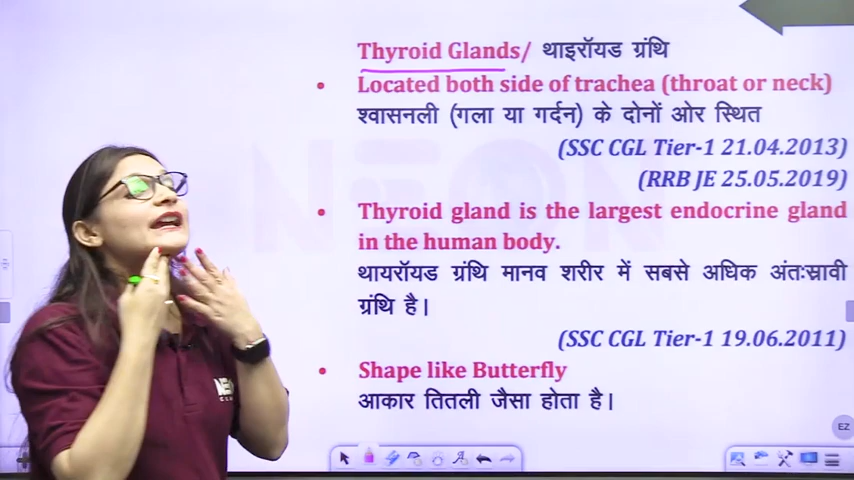 Thyroid Glands/ थाइरॉयड ग्रंथि
• Located both side of trachea (throat or neck)
श्वासनली (गला या गर्दन) के दोनों ओर स्थित
(SSC CGL Tier-1 21.04.2013)
(RRB JE 25.05.2019)
• Thyroid gland is the largest endocrine gland
in the human body.
थायरॉयड ग्रंथि मानव शरीर में सबसे अधिक अंतःस्रावी
ग्रंथि है।
(SSC CGL Tier-1 19.06.2011)
• Shape like Butterfly
आकार तितली जैसा होता है।
NEON
EZ